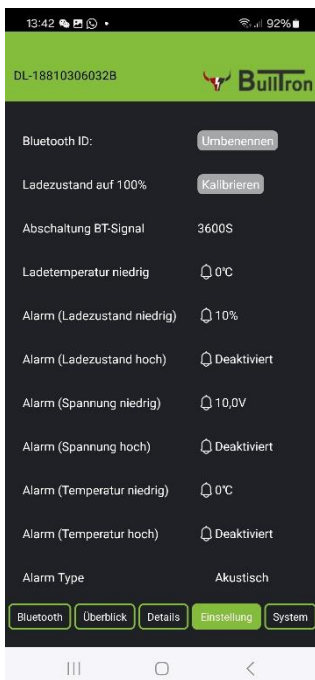 13:42 92%
DL-18810306032B BullTron
Bluetooth ID: Umbenennen
Ladezustand auf 100% Kalibrieren
Abschaltung BT-Signal 3600S
Ladetemperatur niedrig 0℃
Alarm (Ladezustand niedrig) 10%
Alarm (Ladezustand hoch) Deaktiviert
Alarm (Spannung niedrig) 10,0V
Alarm (Spannung hoch) Deaktiviert
Alarm (Temperatur niedrig) 0℃
Alarm (Temperatur hoch) Deaktiviert
Alarm Type Akustisch
Bluetooth Überblick Details Einstellung System